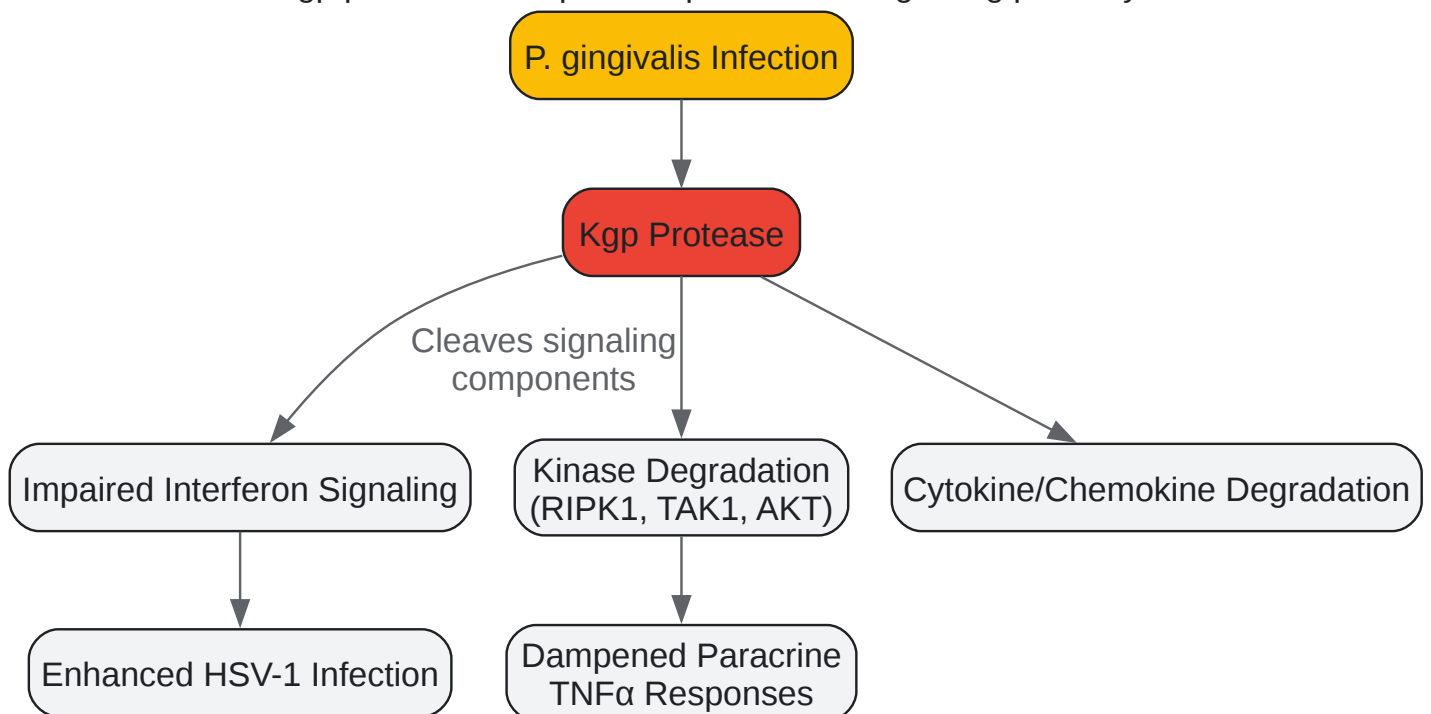 P. gingivalis Infection
Kgp Protease
Cleaves signaling
components
Impaired Interferon Signaling
Kinase Degradation
(RIPK1, TAK1, AKT)
Cytokine/Chemokine Degradation
Enhanced HSV-1 Infection
Dampened Paracrine
TNFα Responses